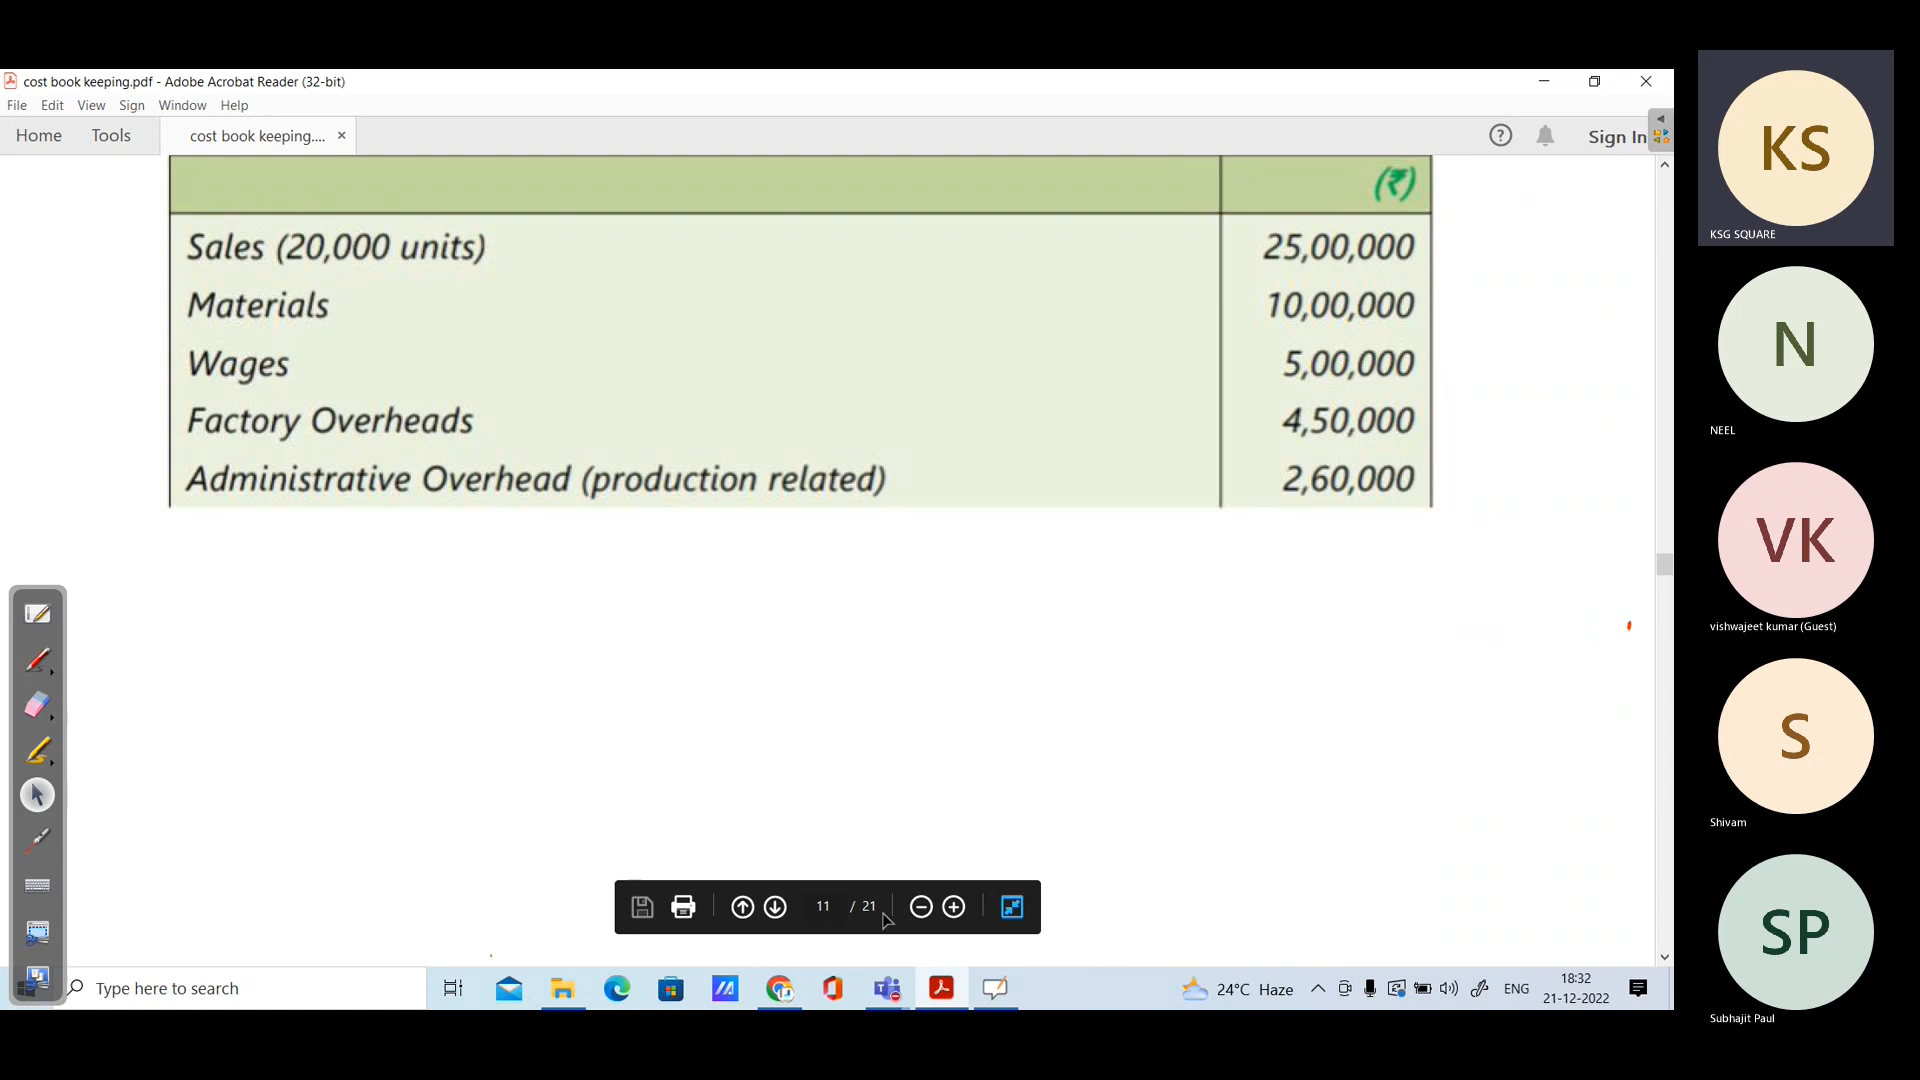 cost book keeping.pdf - Adobe Acrobat Reader (32-bit)
File Edit View Sign Window Help
Home Tools cost book keeping.... × Sign In
(₹)
Sales (20,000 units) 25,00,000
Materials 10,00,000
Wages 5,00,000
Factory Overheads 4,50,000
Administrative Overhead (production related) 2,60,000
11 / 21
Type here to search
24°C Haze
ENG
18:32
21-12-2022
KS
KSG SQUARE
N
NEEL
VK
vishwajeet kumar (Guest)
S
Shivam
SP
Subhajit Paul